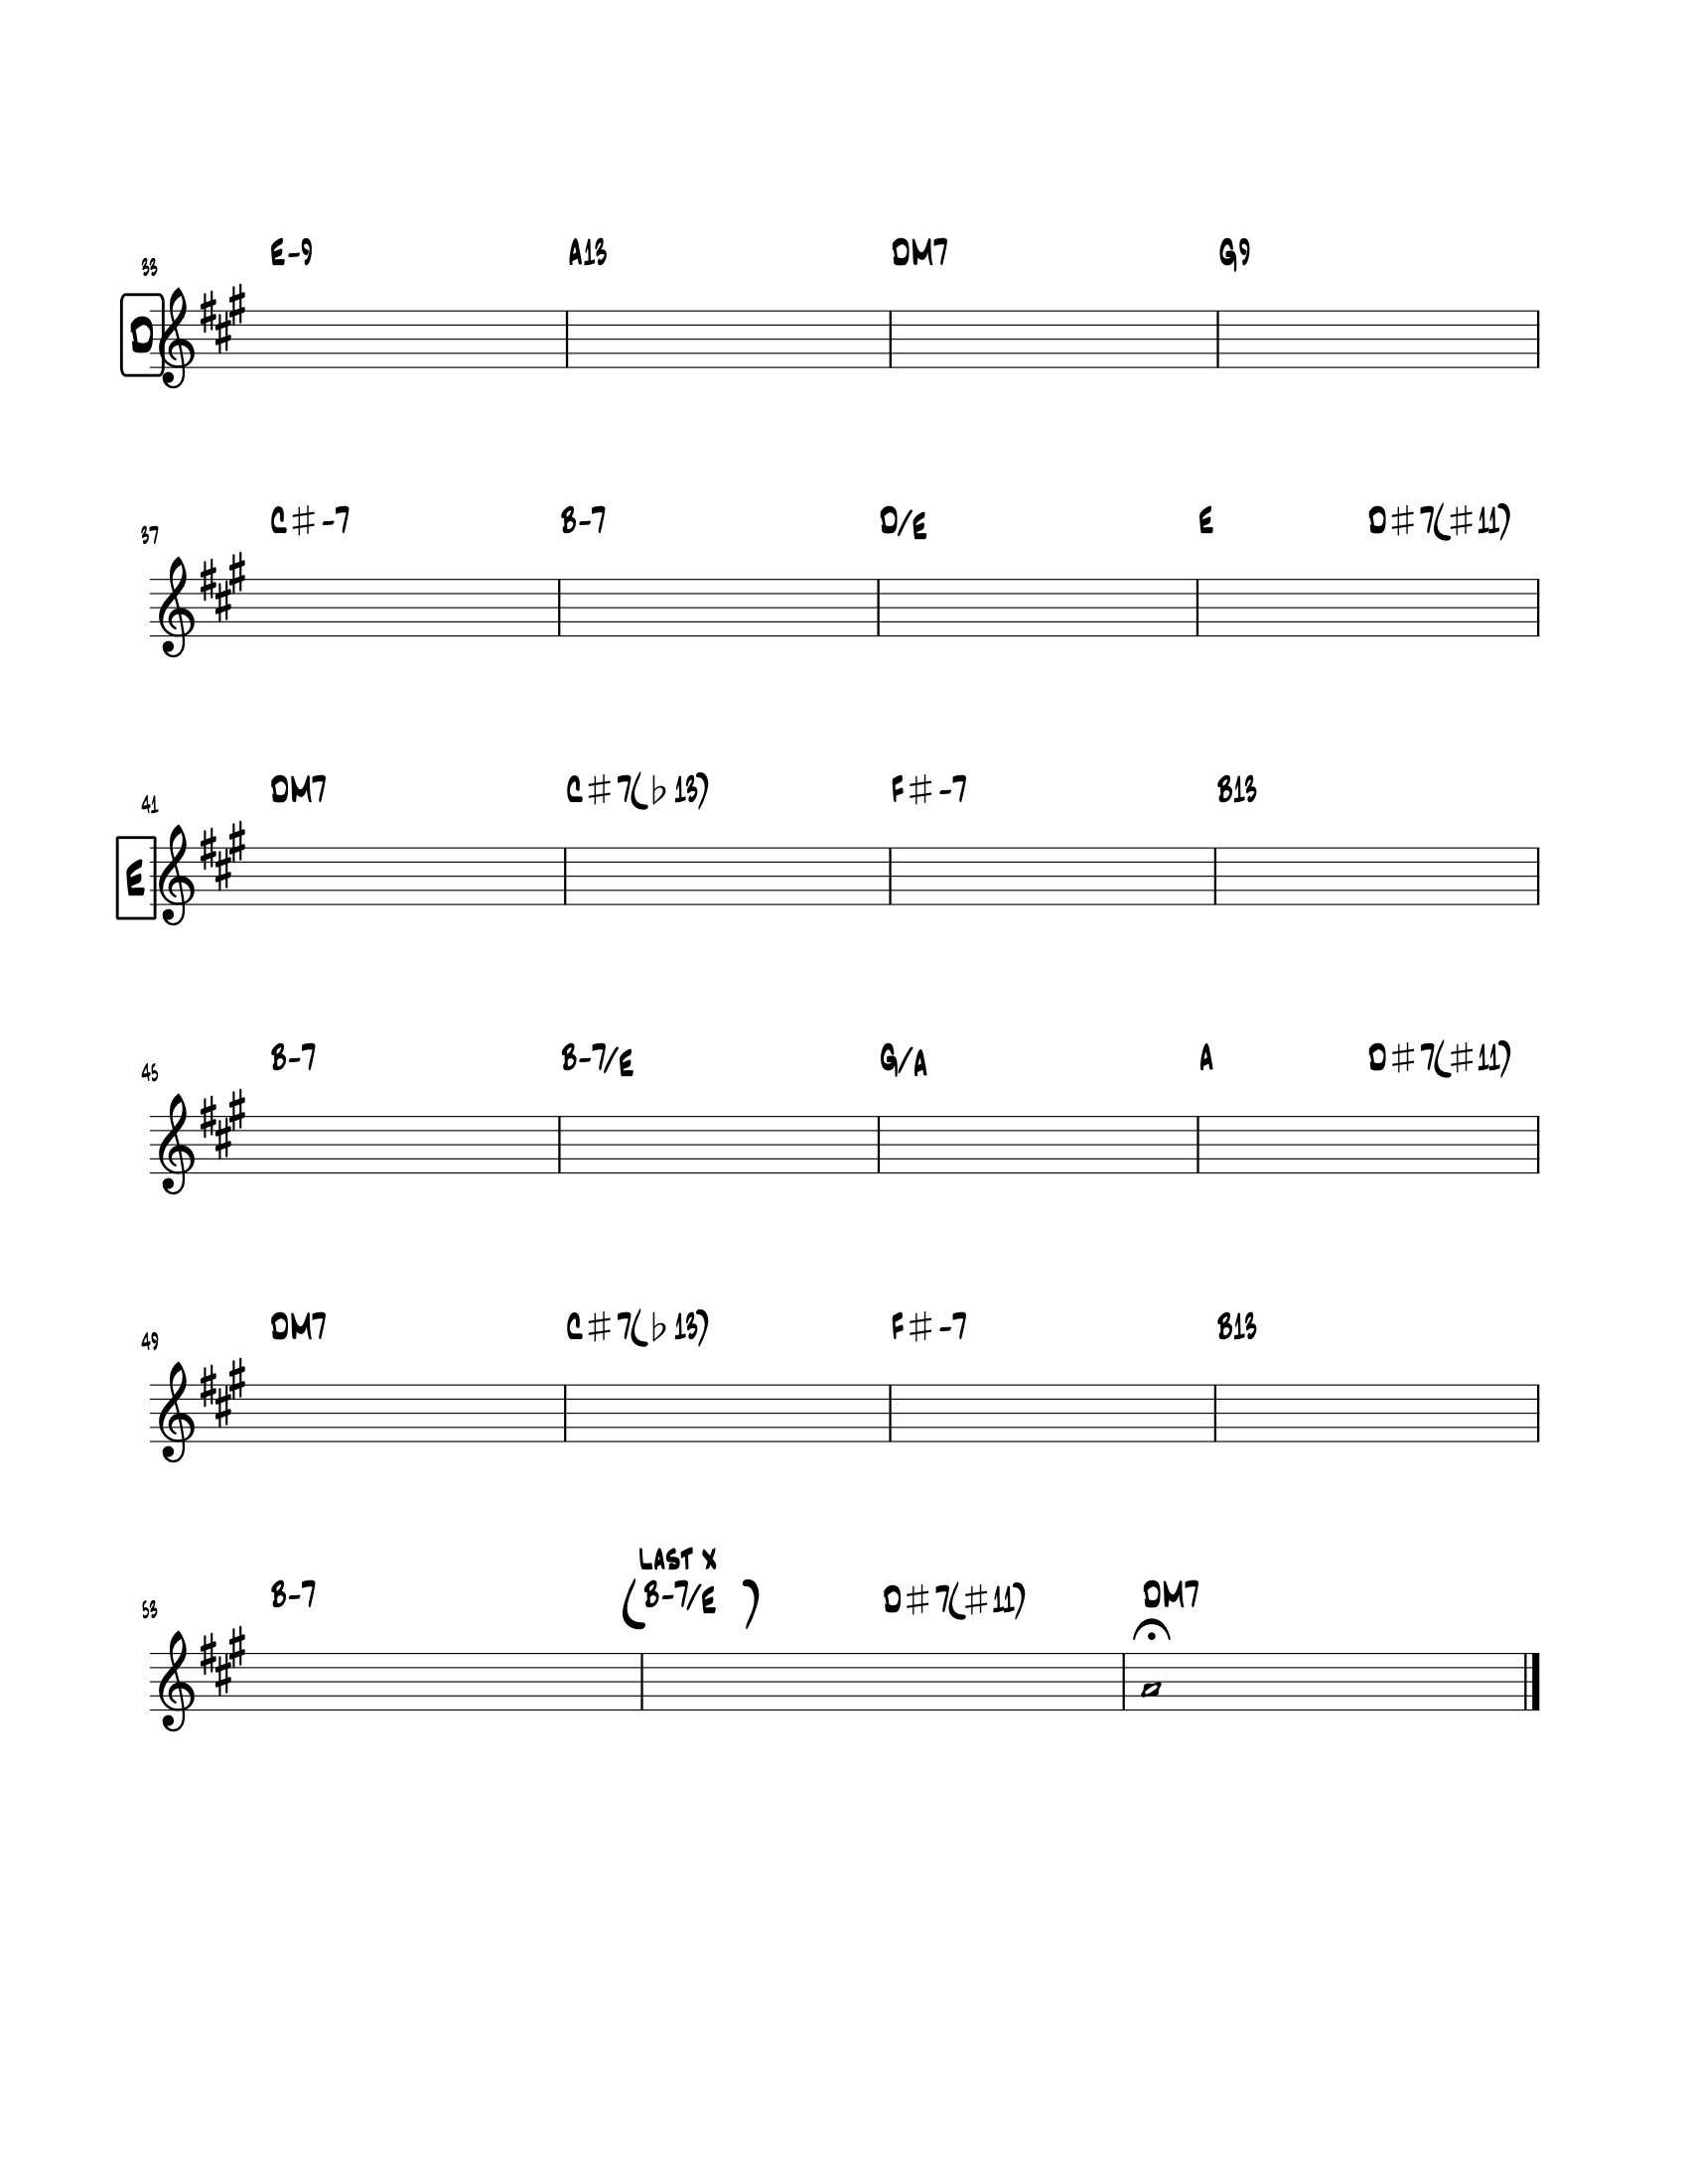 33 E-9 A13 DM7 G9
D
37 C♯-7 B-7 D/E E D♯7(♯11)
41 DM7 C♯7(♭13) F♯-7 B13
E
45 B-7 B-7/E G/A A D♯7(♯11)
49 DM7 C♯7(♭13) F♯-7 B13
LAST X
53 B-7 (B-7/E ) D♯7(♯11) DM7